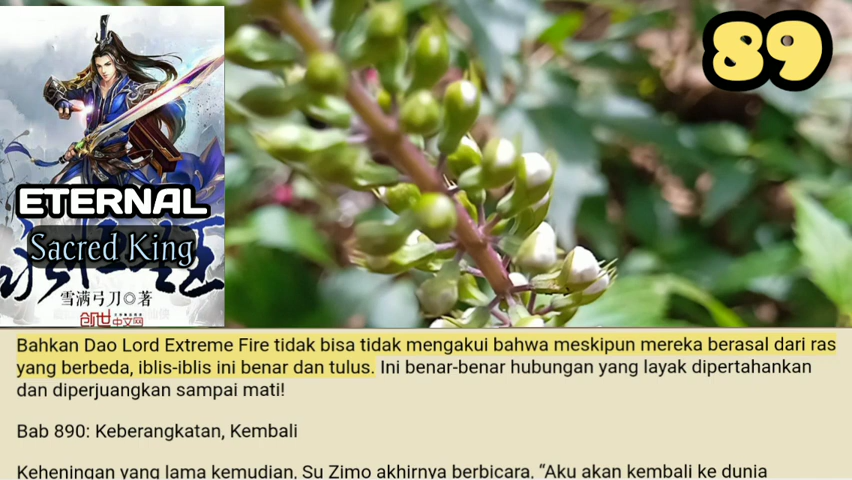 89
ETERNAL
Sacred King
雪满弓刀◎著
创世中文网
Bahkan Dao Lord Extreme Fire tidak bisa tidak mengakui bahwa meskipun mereka berasal dari ras
yang berbeda, iblis-iblis ini benar dan tulus. Ini benar-benar hubungan yang layak dipertahankan
dan diperjuangkan sampai mati!
Bab 890: Keberangkatan, Kembali
Keheningan yang lama kemudian, Su Zimo akhirnya berbicara, “Aku akan kembali ke dunia